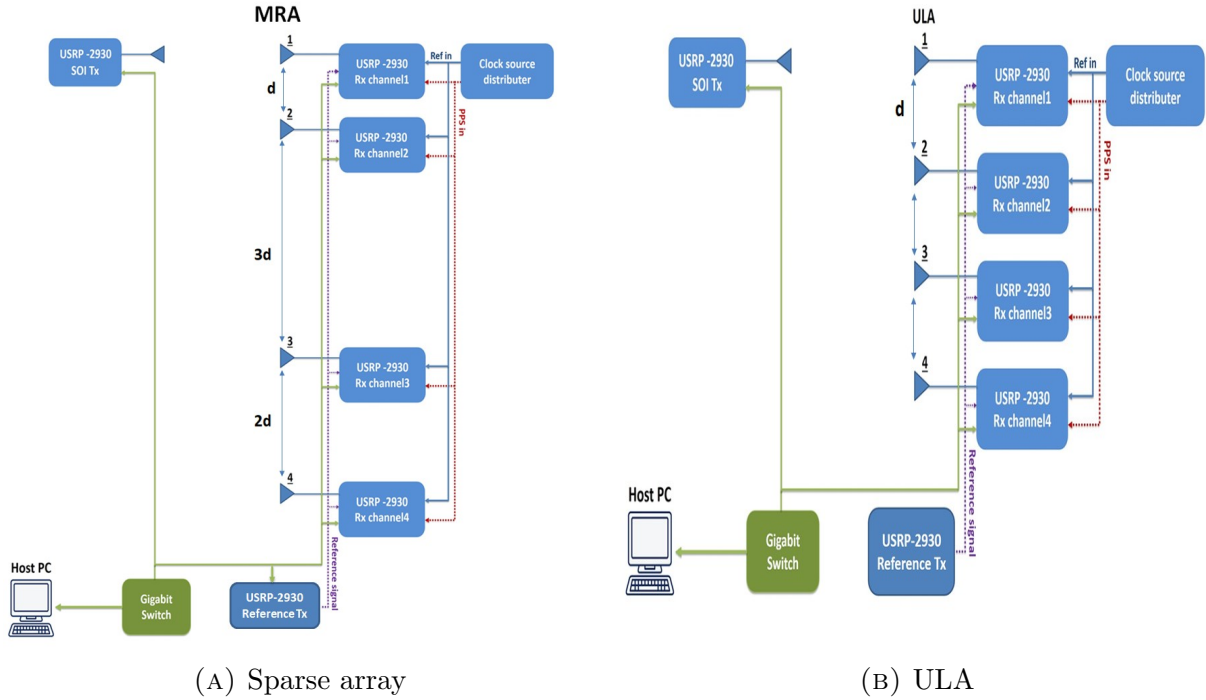 MRA
USRP -2930
SOI Tx
1
USRP -2930
Rx channel1
Ref in
Clock source
distributer
d
PPS in
2
USRP -2930
Rx channel2
3d
3
USRP -2930
Rx channel3
2d
4
USRP -2930
Rx channel4
Reference signal
Host PC
Gigabit
Switch
USRP-2930
Reference Tx
(A) Sparse array
ULA
USRP -2930
SOI Tx
1
USRP -2930
Rx channel1
Ref in
Clock source
distributer
d
PPS in
2
USRP -2930
Rx channel2
3
USRP -2930
Rx channel3
4
USRP -2930
Rx channel4
Reference signal
Host PC
Gigabit
Switch
USRP-2930
Reference Tx
(B) ULA